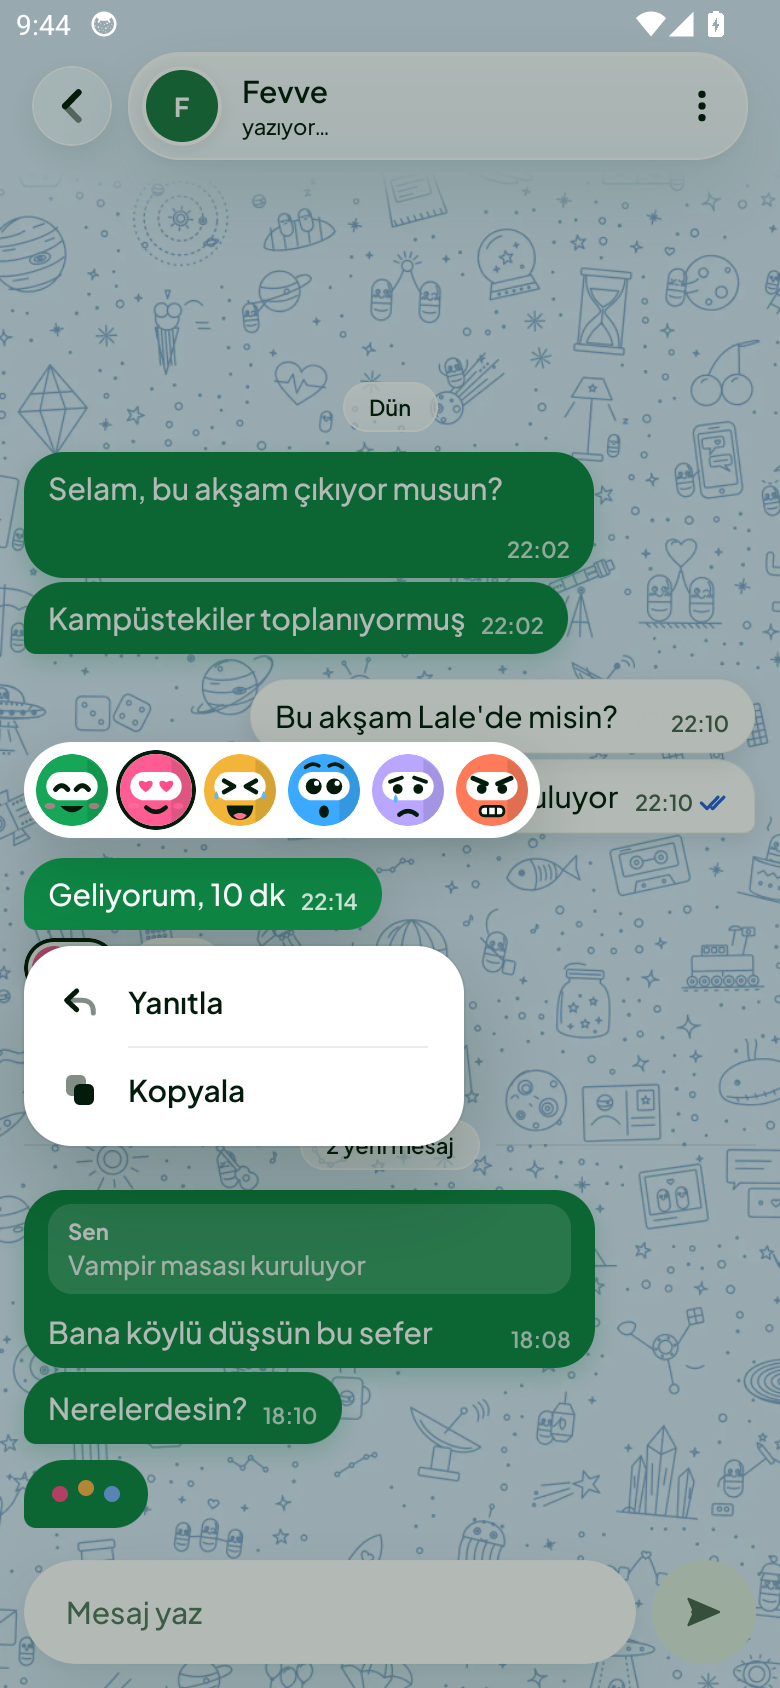 9:44
F
Fevve
yazıyor...
Dün
Selam, bu akşam çıkıyor musun?
22:02
Kampüstekiler toplanıyormuş 22:02
Bu akşam Lale'de misin? 22:10
uluyor 22:10
Geliyorum, 10 dk 22:14
Yanıtla
Kopyala
2 yeni mesaj
Sen
Vampir masası kuruluyor
Bana köylü düşsün bu sefer 18:08
Nerelerdesin? 18:10
Mesaj yaz